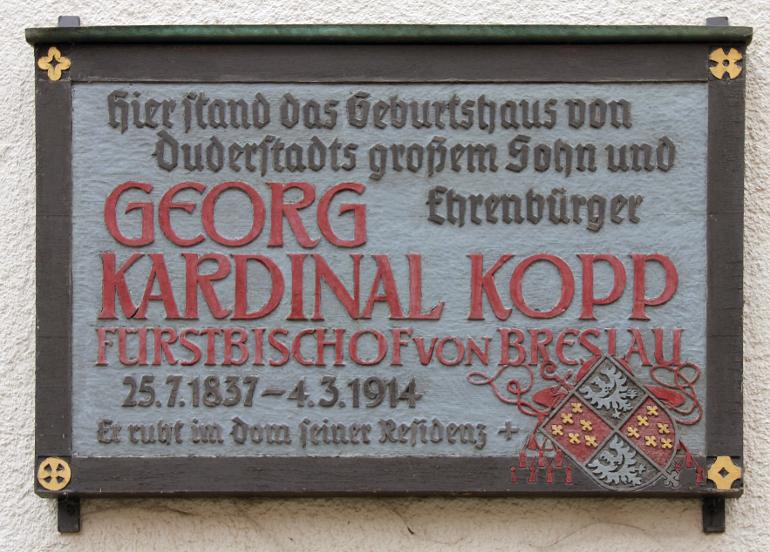 Hier stand das Geburtshaus von
Duderstadts großem Sohn und
Ehrenbürger
GEORG
KARDINAL KOPP
FÜRSTBISCHOF VON BRESLAU
25.7.1837 – 4.3.1914
Er ruht im Dom seiner Residenz +